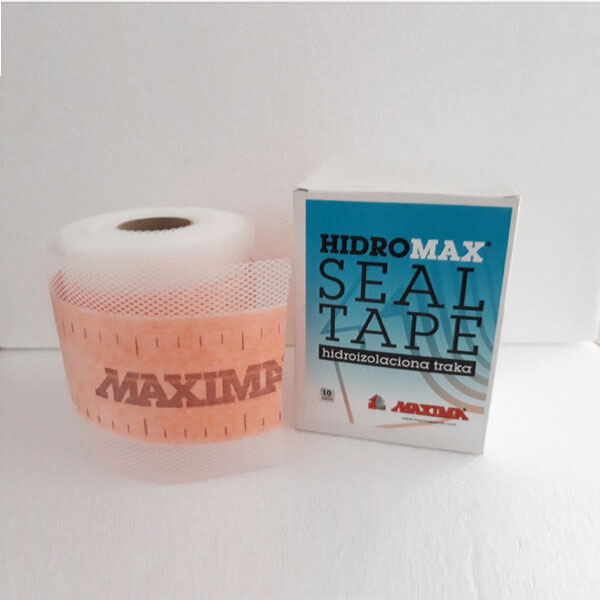 HIDROMAX®
SEAL
TAPE
hidroizolaciona traka
10
MAXIMA
MAXIMA